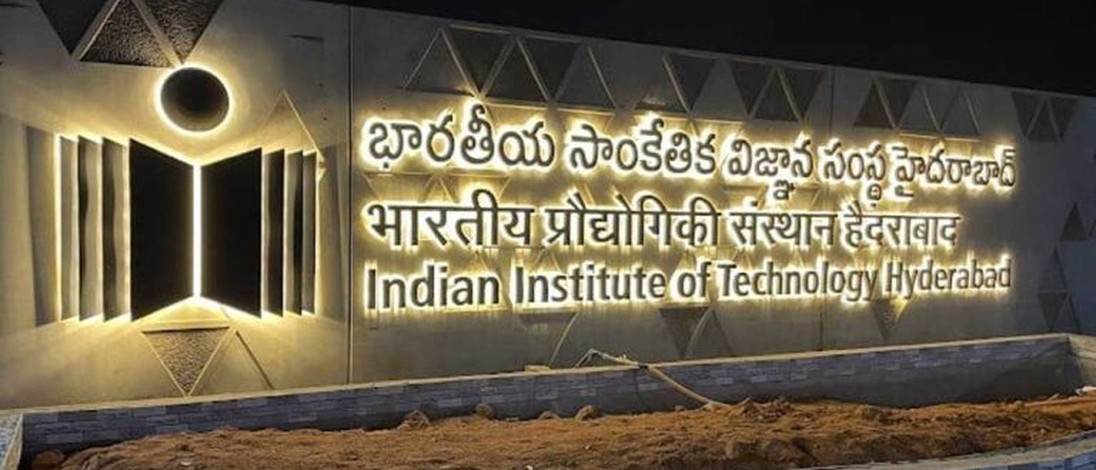 భారతీయ సాంకేతిక విజ్ఞాన సంస్థ హైదరాబాద్
भारतीय प्रौद्योगिकी संस्थान हैदराबाद
Indian Institute of Technology Hyderabad